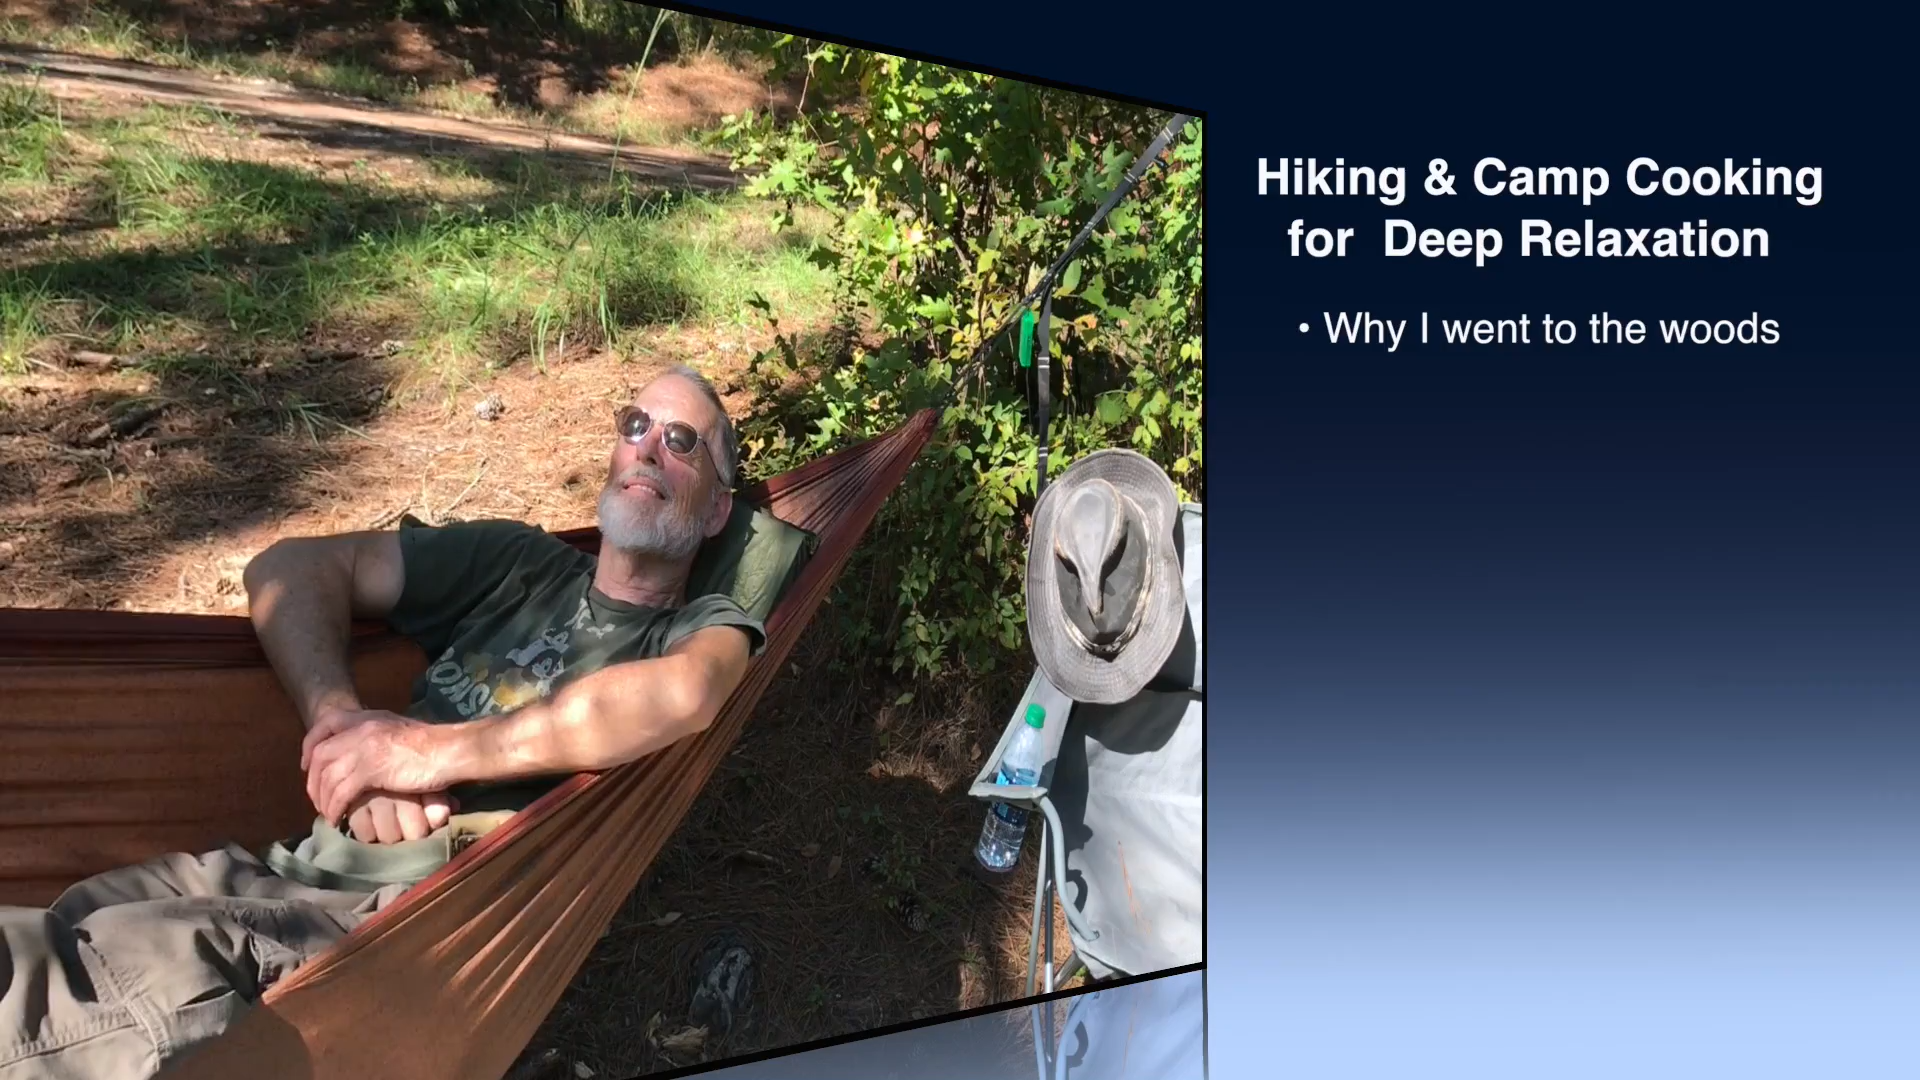 Hiking & Camp Cooking
for Deep Relaxation
• Why I went to the woods